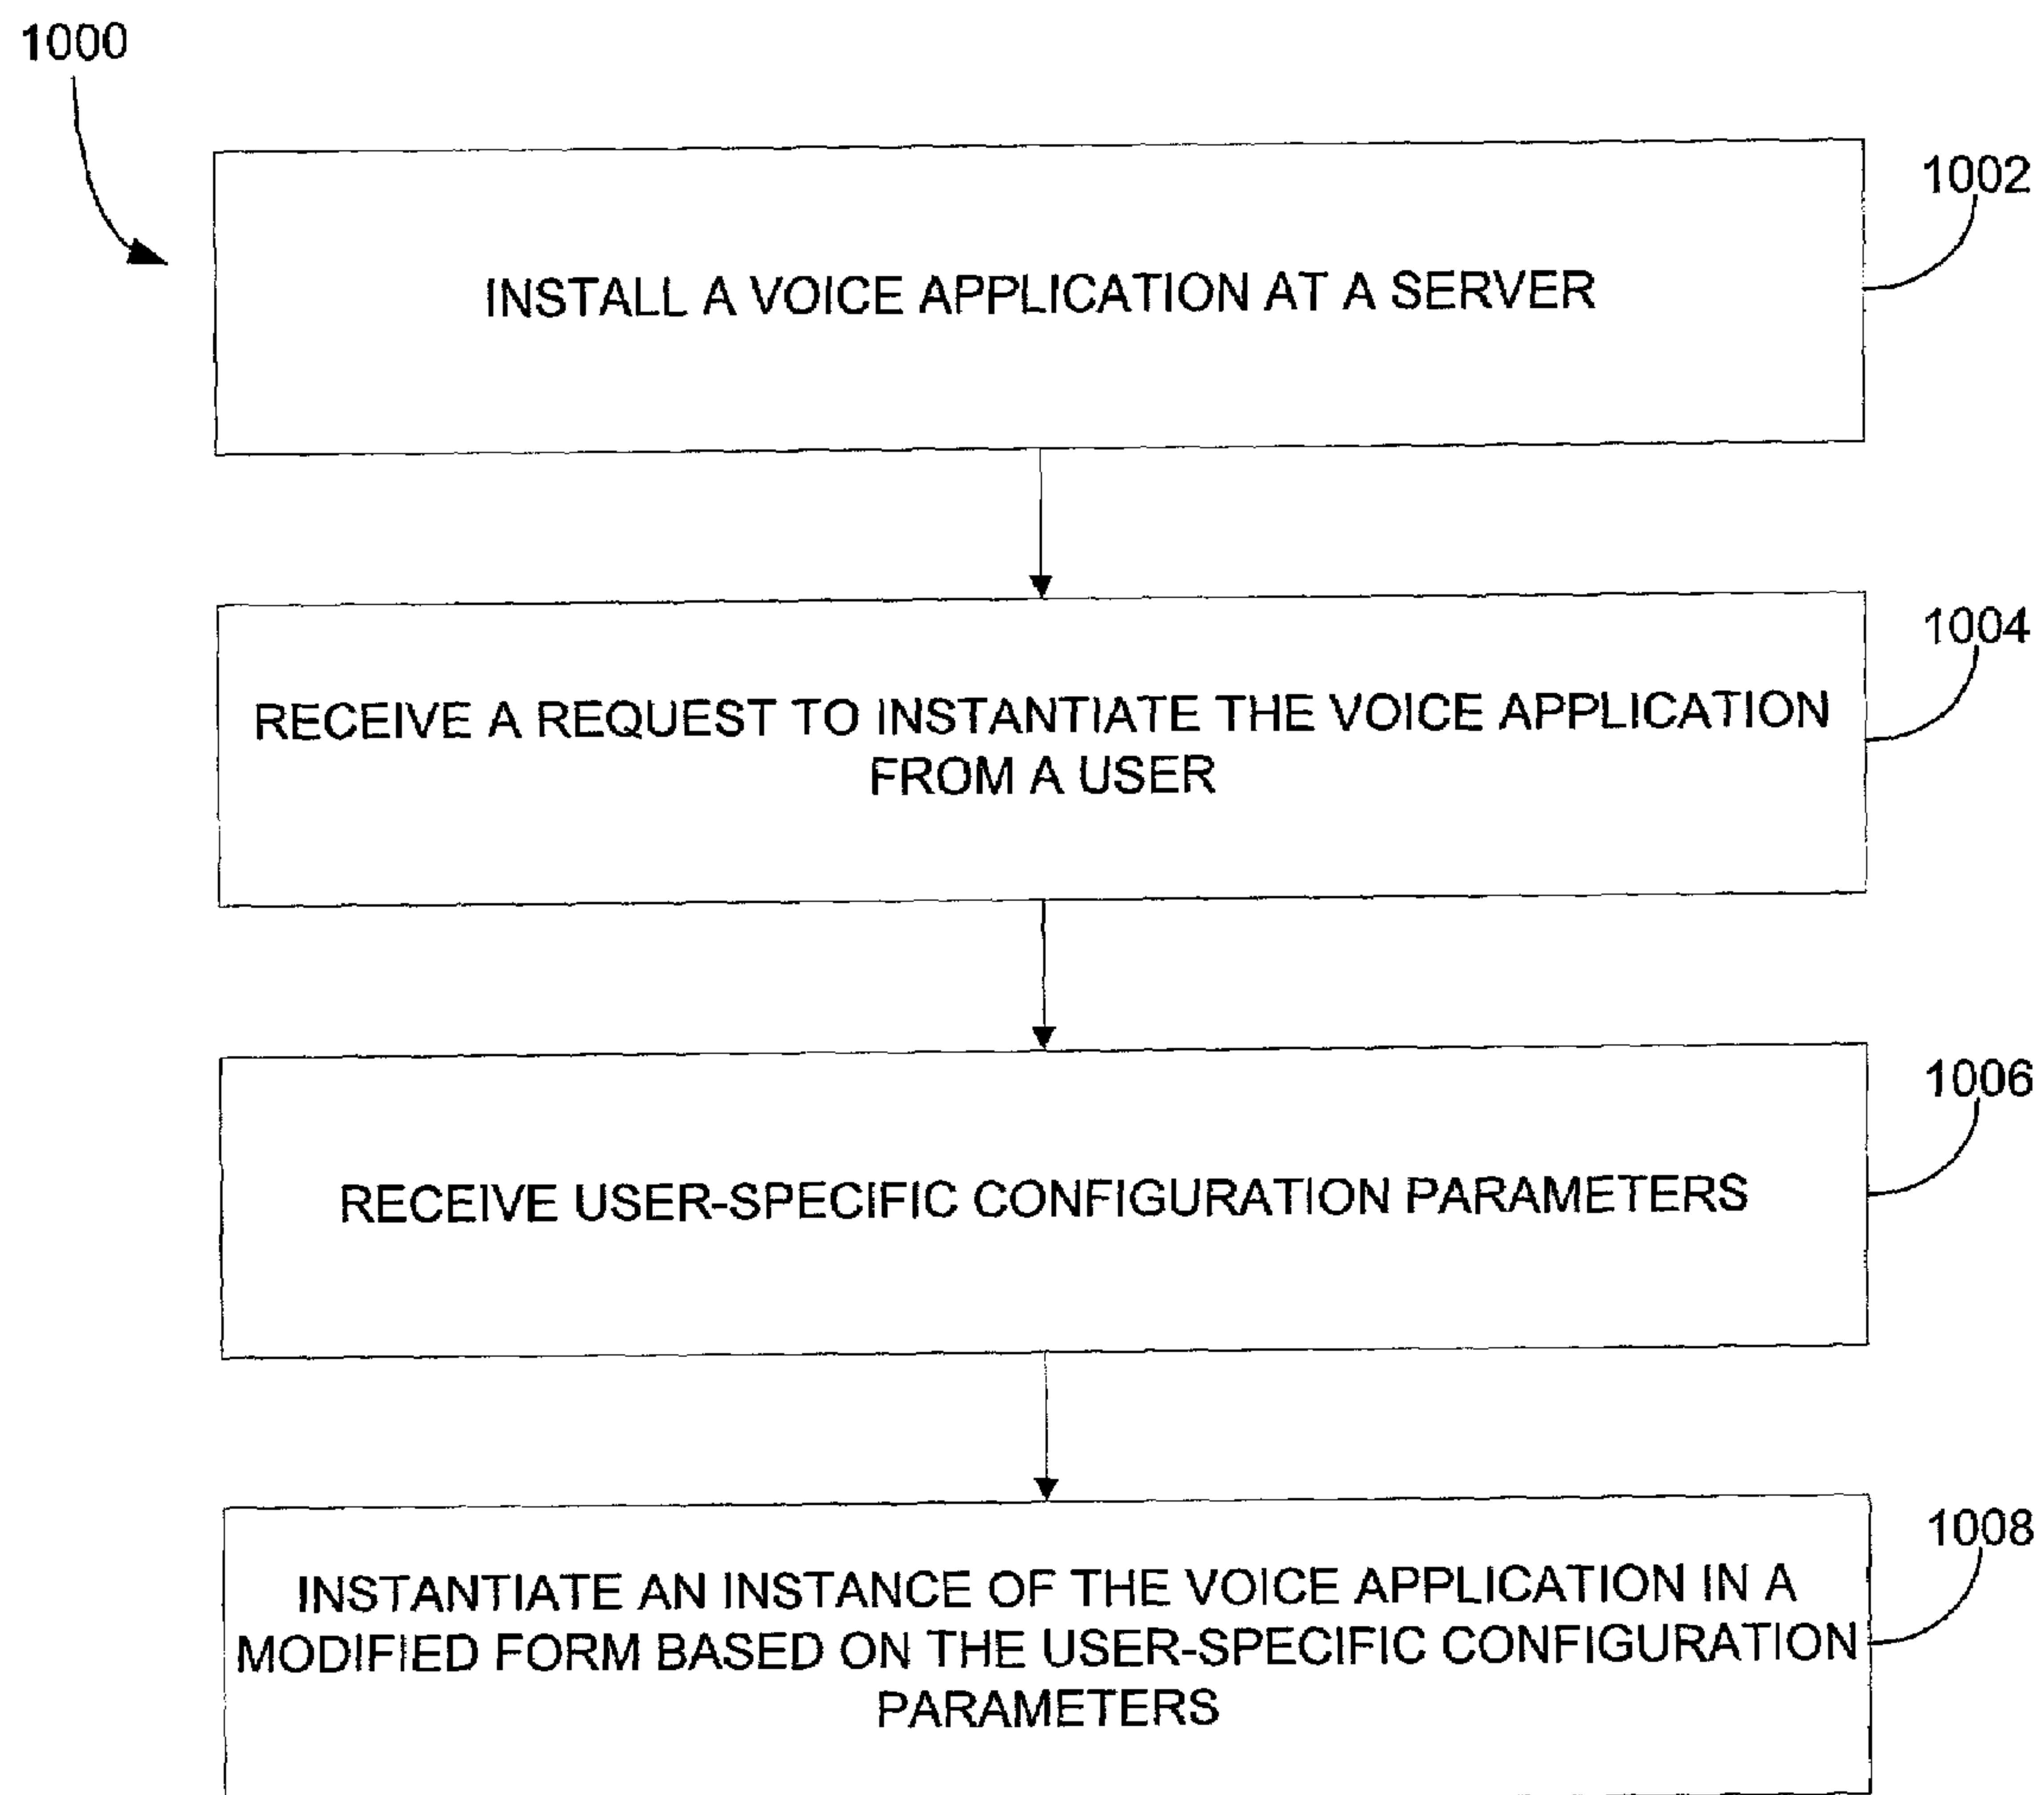 1000
1002
INSTALL A VOICE APPLICATION AT A SERVER
1004
RECEIVE A REQUEST TO INSTANTIATE THE VOICE APPLICATION
FROM A USER
1006
RECEIVE USER-SPECIFIC CONFIGURATION PARAMETERS
1008
INSTANTIATE AN INSTANCE OF THE VOICE APPLICATION IN A
MODIFIED FORM BASED ON THE USER-SPECIFIC CONFIGURATION
PARAMETERS